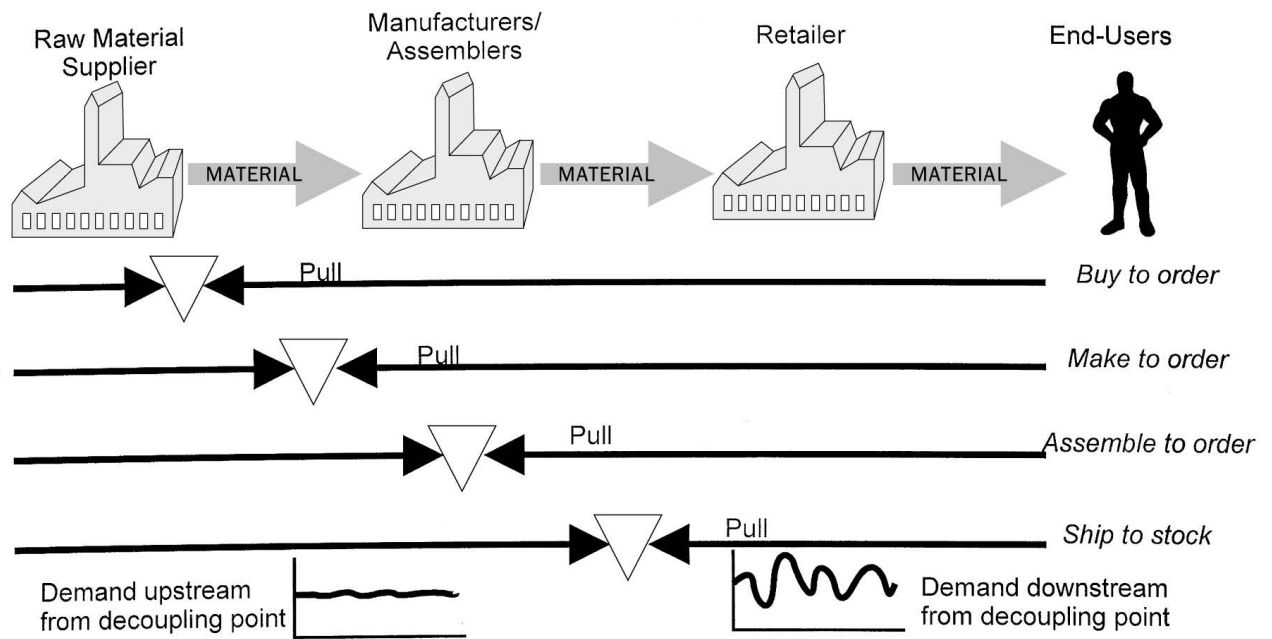 Raw Material
Supplier
Manufacturers/
Assemblers
Retailer
End-Users
MATERIAL
MATERIAL
MATERIAL
Pull
Buy to order
Pull
Make to order
Pull
Assemble to order
Pull
Ship to stock
Demand upstream
from decoupling point
Demand downstream
from decoupling point